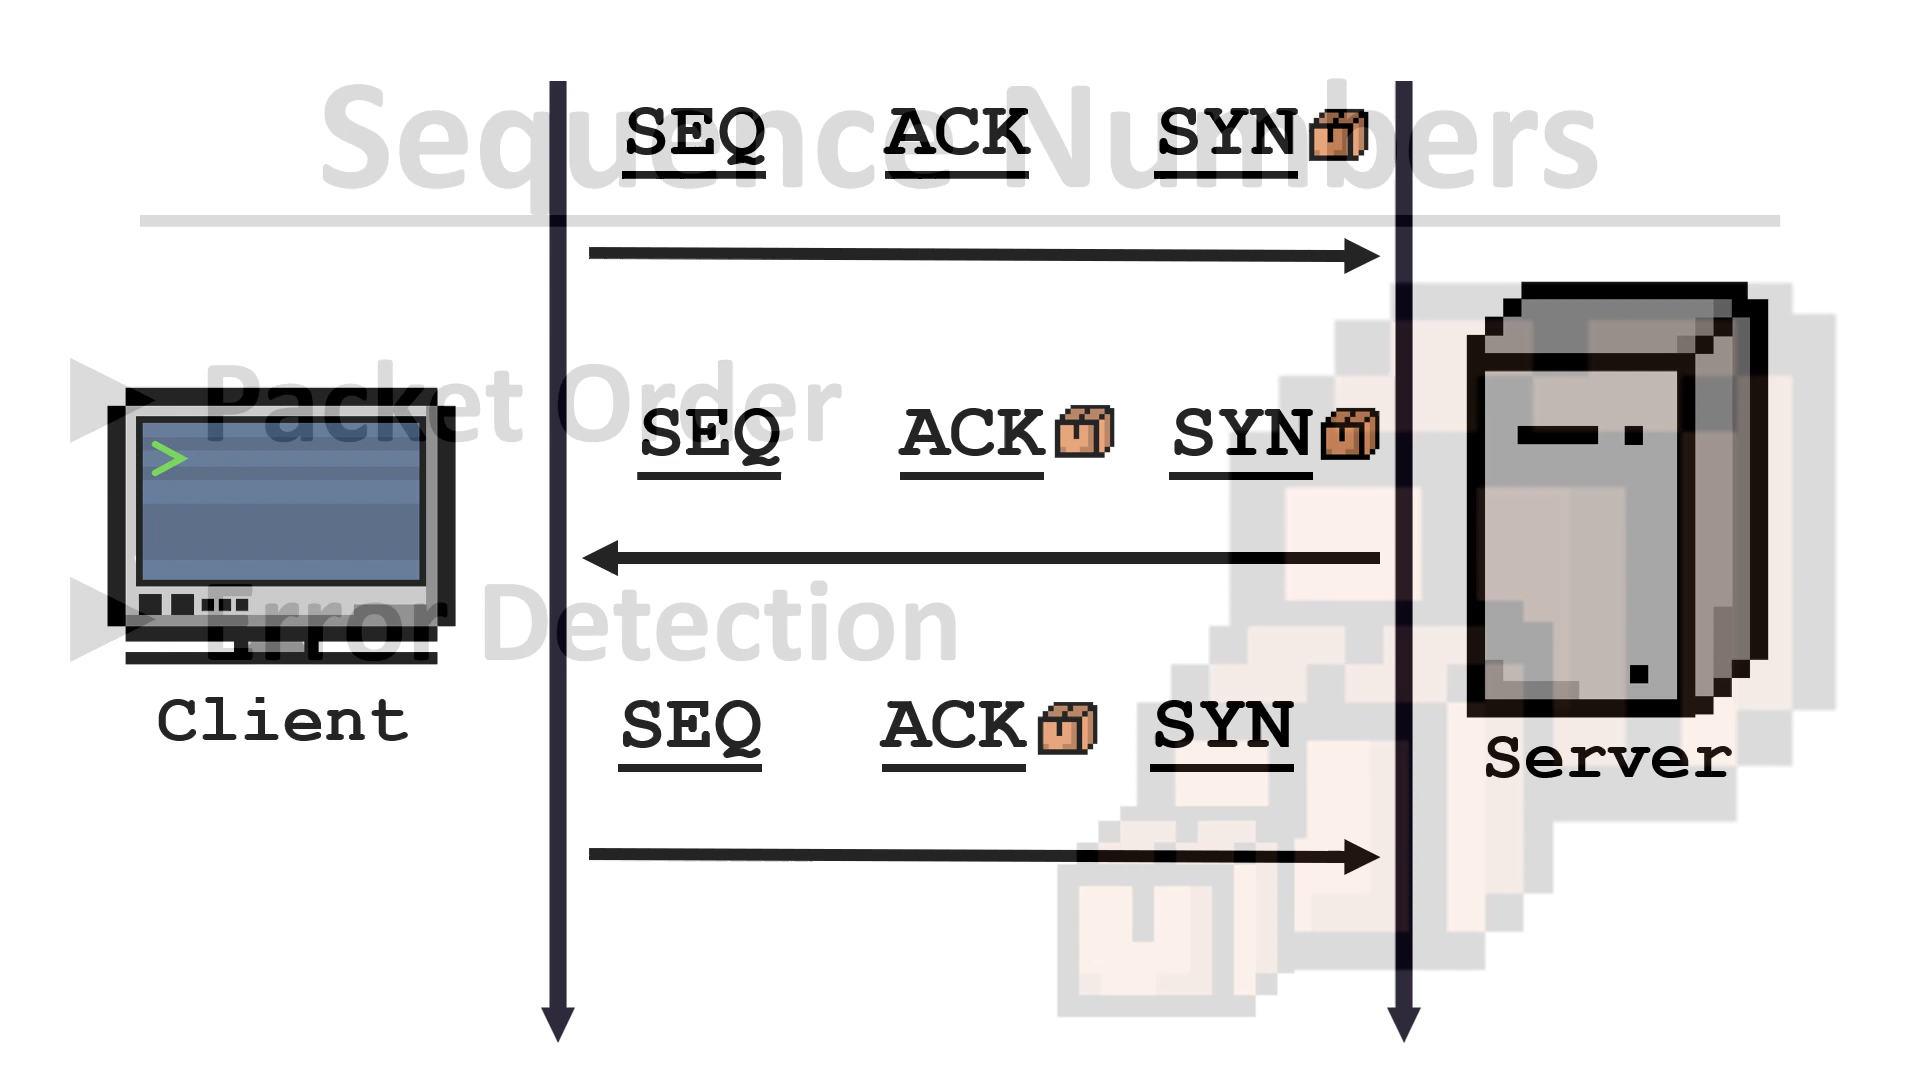 Sequence Numbers
SEQ ACK SYN
Packet Order
SEQ ACK SYN
Error Detection
Client
SEQ ACK SYN
Server